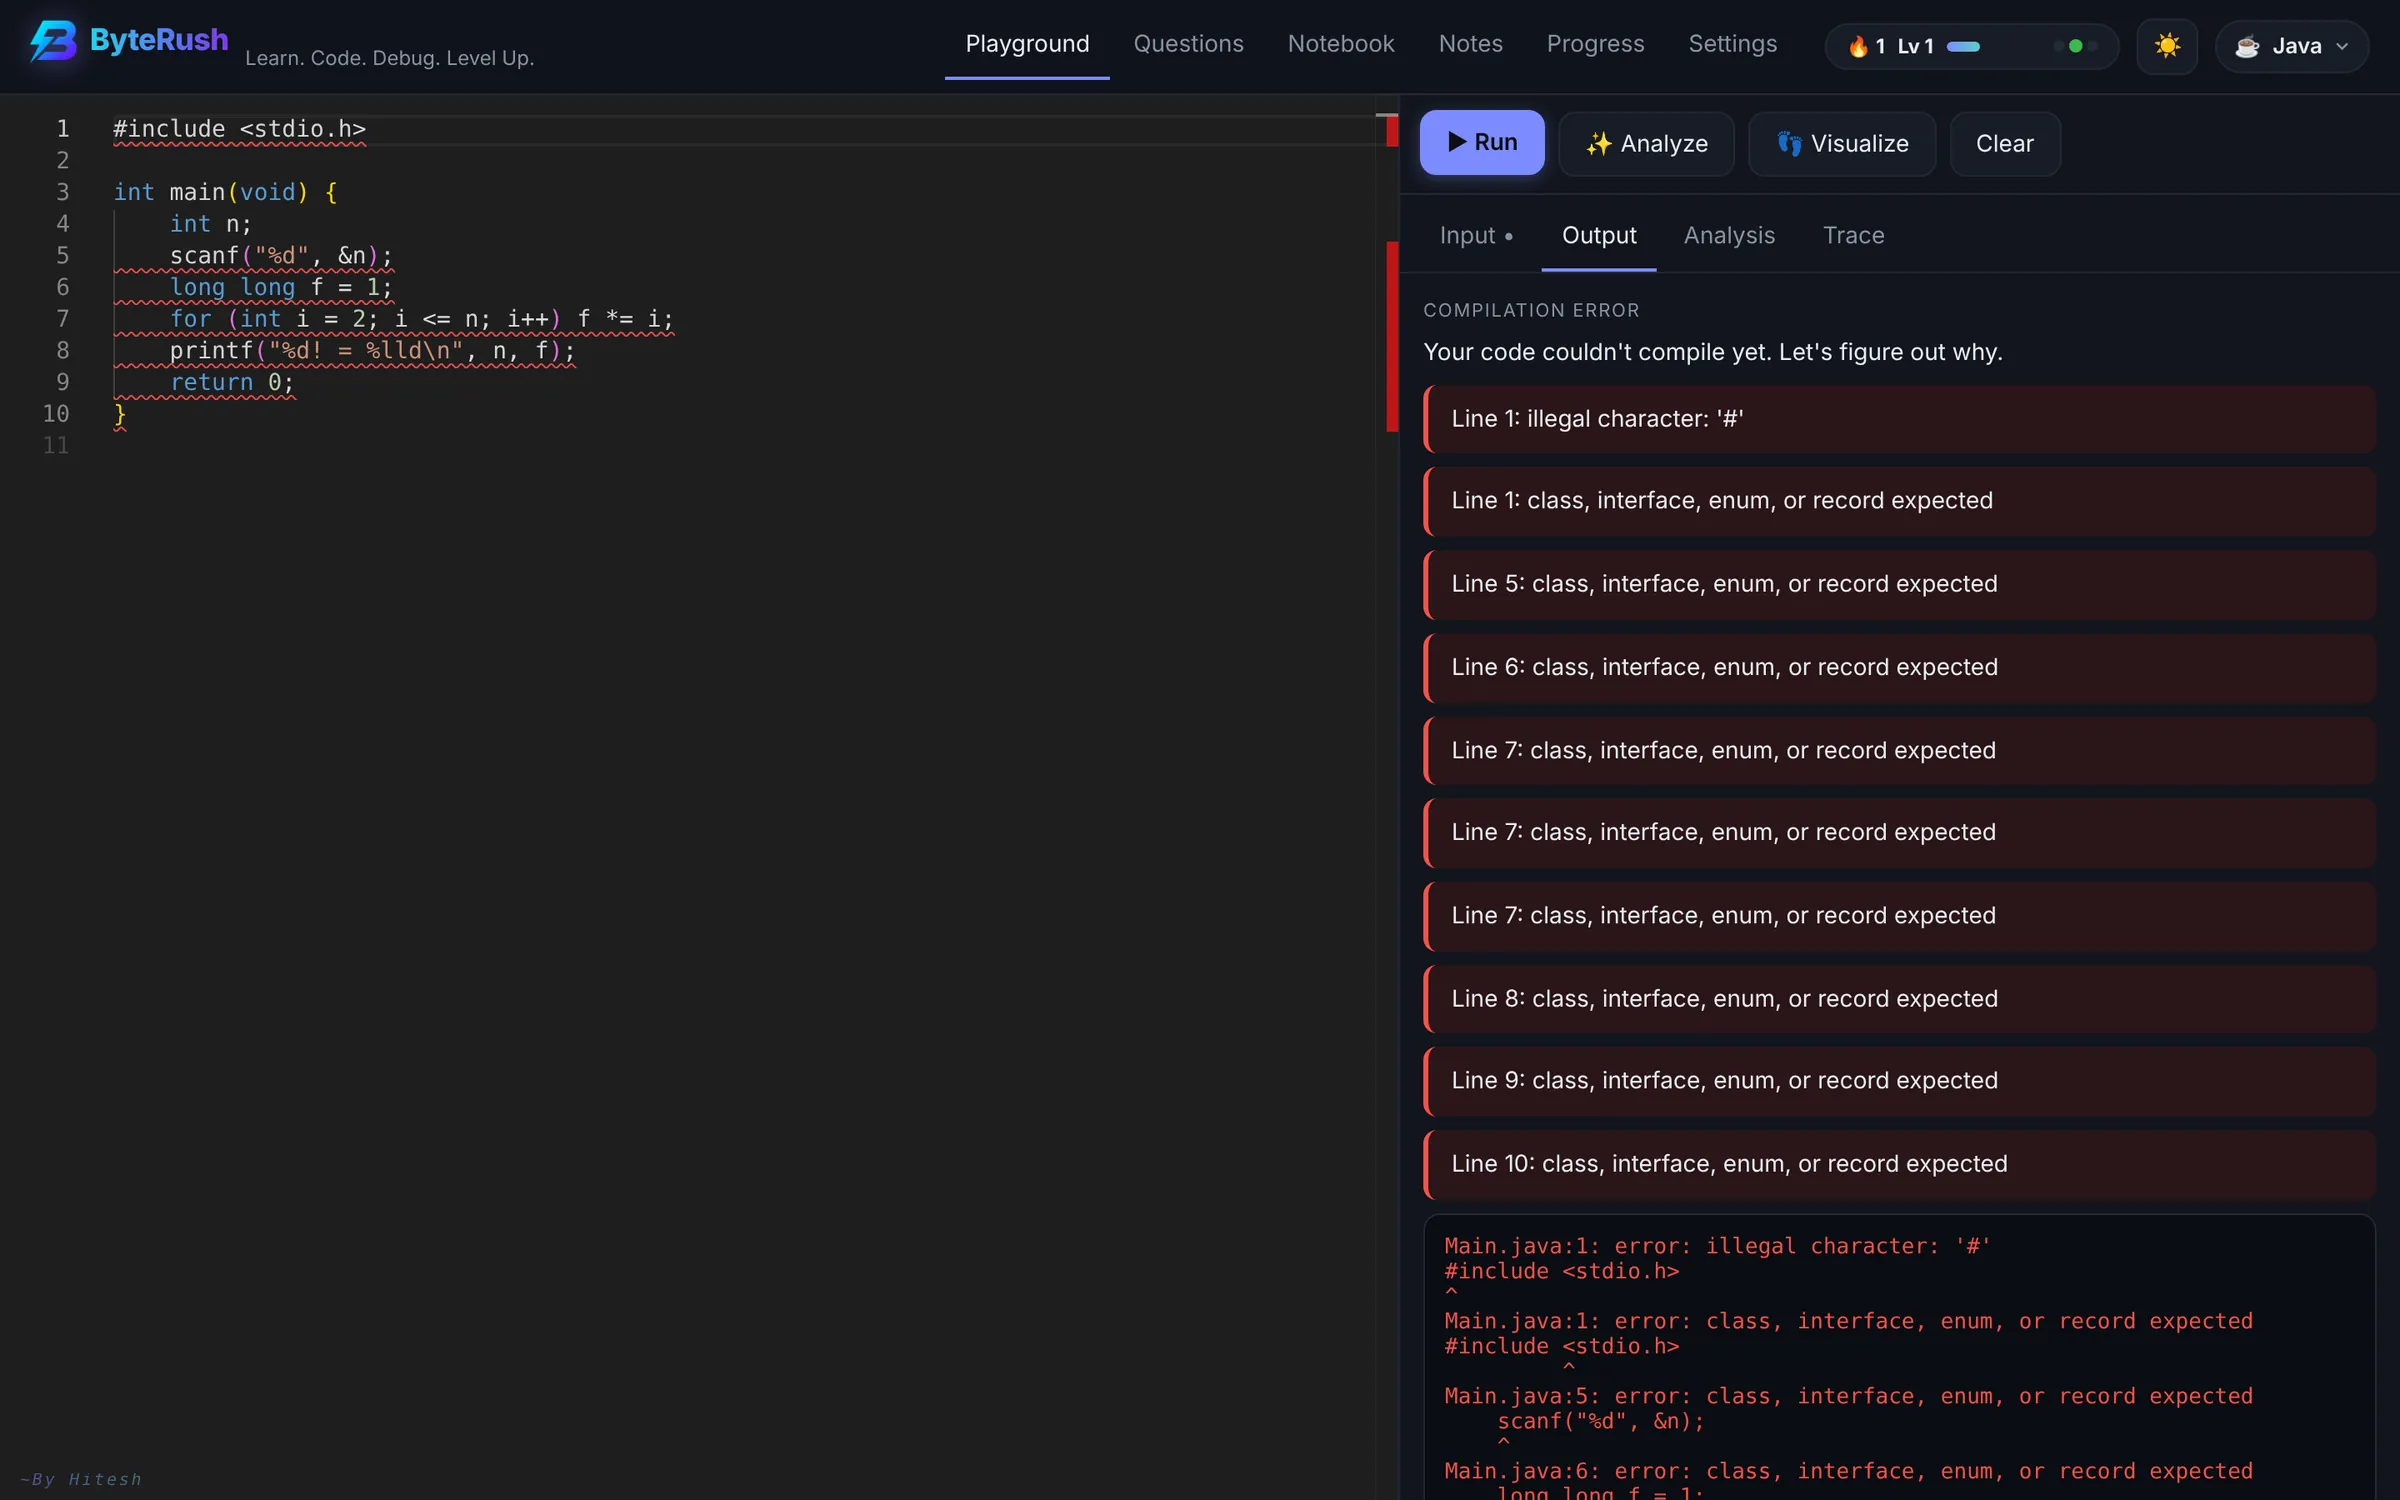 ByteRush
Learn. Code. Debug. Level Up.
Playground
Questions
Notebook
Notes
Progress
Settings
🔥 1 Lv 1
☀️
☕ Java
1 #include <stdio.h>
2
3 int main(void) {
4     int n;
5     scanf("%d", &n);
6     long long f = 1;
7     for (int i = 2; i <= n; i++) f *= i;
8     printf("%d! = %lld\n", n, f);
9     return 0;
10 }
11
~By Hitesh
▶ Run
✨ Analyze
👣 Visualize
Clear
Input •
Output
Analysis
Trace
COMPILATION ERROR
Your code couldn't compile yet. Let's figure out why.
Line 1: illegal character: '#'
Line 1: class, interface, enum, or record expected
Line 5: class, interface, enum, or record expected
Line 6: class, interface, enum, or record expected
Line 7: class, interface, enum, or record expected
Line 7: class, interface, enum, or record expected
Line 7: class, interface, enum, or record expected
Line 8: class, interface, enum, or record expected
Line 9: class, interface, enum, or record expected
Line 10: class, interface, enum, or record expected
Main.java:1: error: illegal character: '#'
#include <stdio.h>
^
Main.java:1: error: class, interface, enum, or record expected
#include <stdio.h>
         ^
Main.java:5: error: class, interface, enum, or record expected
    scanf("%d", &n);
    ^
Main.java:6: error: class, interface, enum, or record expected
    long long f = 1;